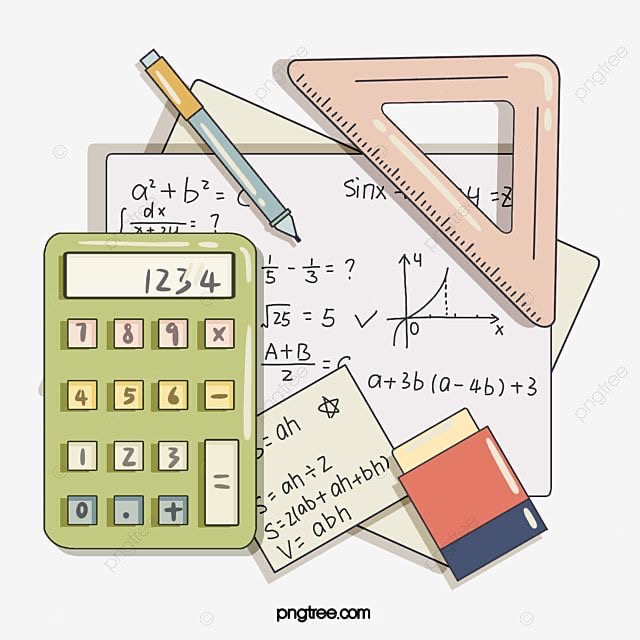 a²+b²=
sinx
4=
∫dx/x+
= ?
1/5 - 1/3 = ?
√25 = 5 ✓
4
0
x
A+B/2 =
a+3b(a-4b)+3
1234
7 8 9 x
4 5 6 -
1 2 3
=
0 . +
= ah
S= ah÷2
S=2(ab+ah+bh)
V= abh
pngtree.com
pngtree